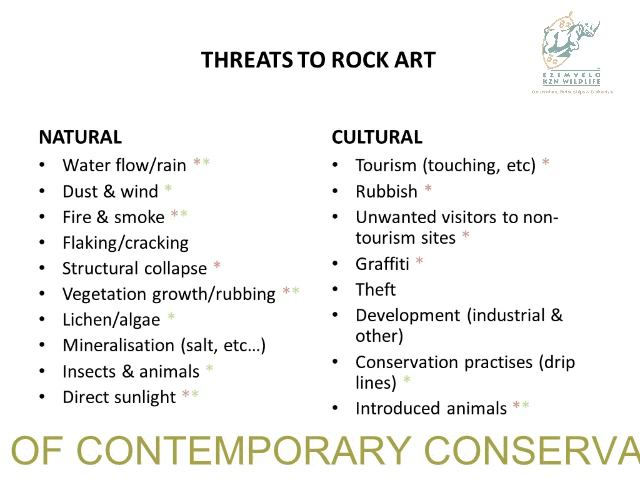 THREATS TO ROCK ART
EZEMVELO
KZN WILDLIFE
NATURAL
• Water flow/rain **
• Dust & wind *
• Fire & smoke **
• Flaking/cracking
• Structural collapse *
• Vegetation growth/rubbing **
• Lichen/algae *
• Mineralisation (salt, etc…)
• Insects & animals *
• Direct sunlight **
CULTURAL
• Tourism (touching, etc) *
• Rubbish *
• Unwanted visitors to non-
tourism sites *
• Graffiti *
• Theft
• Development (industrial &
other)
• Conservation practises (drip
lines) *
• Introduced animals **
OF CONTEMPORARY CONSERVA